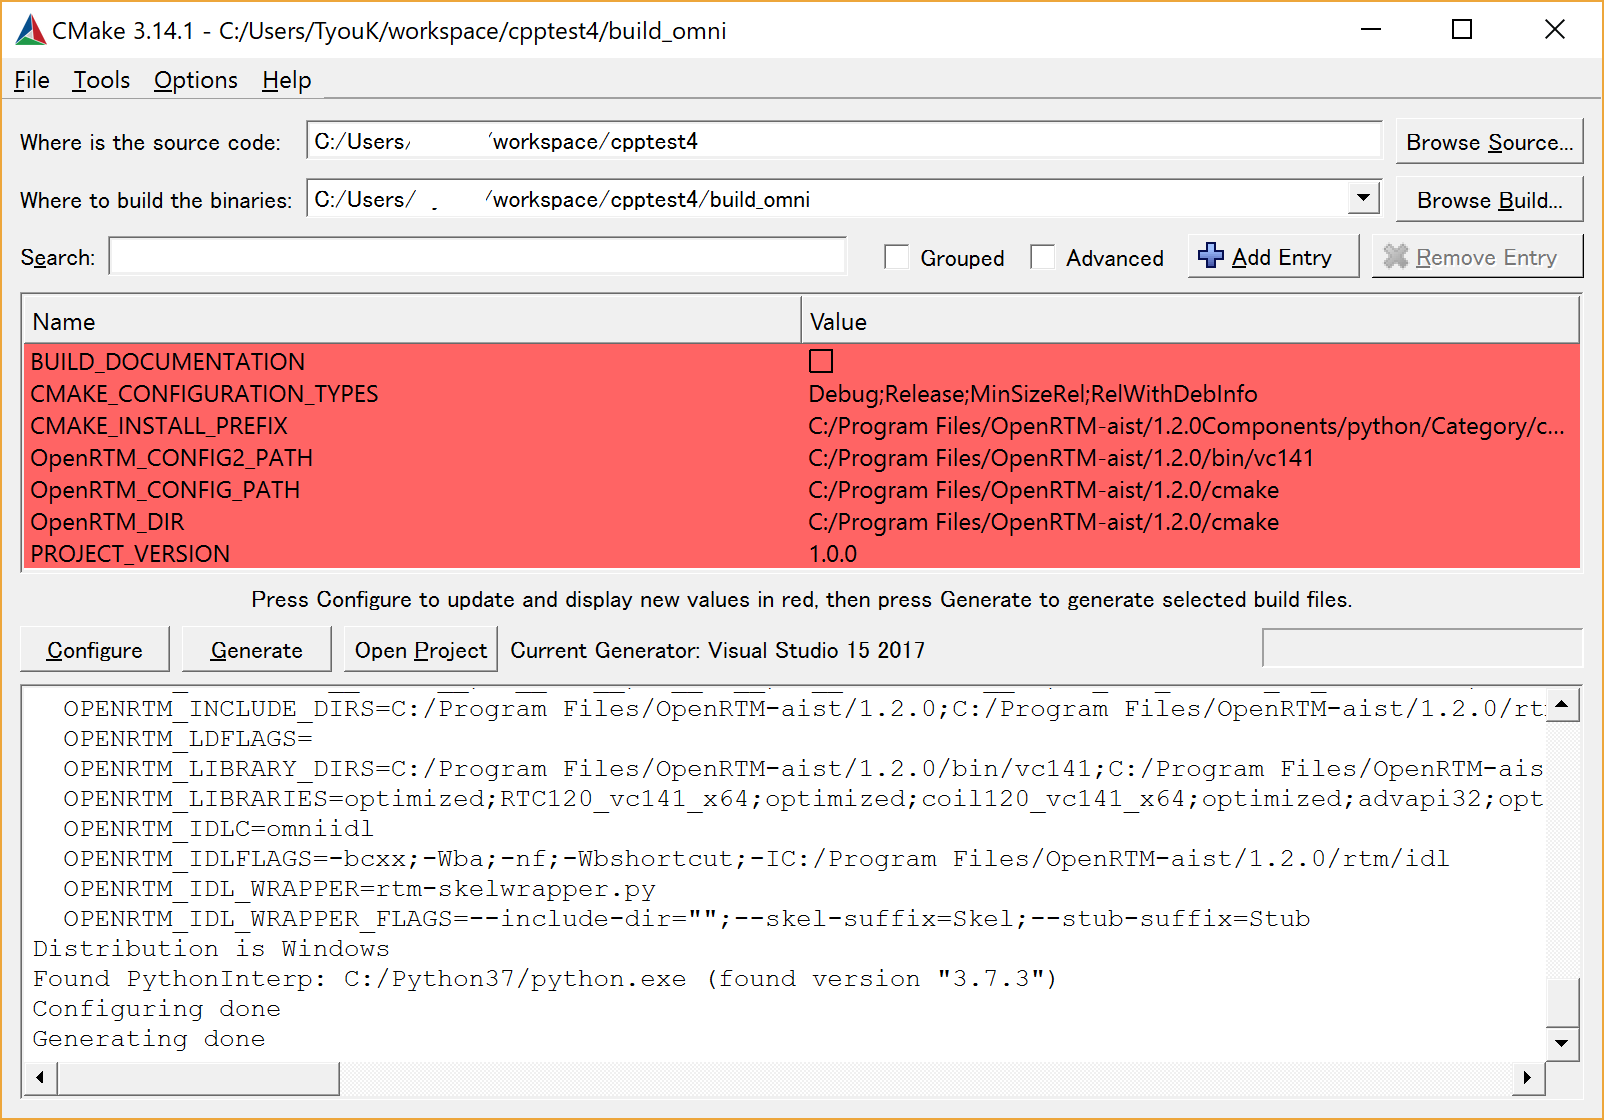 CMake 3.14.1 - C:/Users/TyouK/workspace/cpptest4/build_omni
File Tools Options Help
Where is the source code: C:/Users/ /workspace/cpptest4 Browse Source...
Where to build the binaries: C:/Users/ /workspace/cpptest4/build_omni Browse Build...
Search: Grouped Advanced Add Entry Remove Entry
Name Value
BUILD_DOCUMENTATION
CMAKE_CONFIGURATION_TYPES Debug;Release;MinSizeRel;RelWithDebInfo
CMAKE_INSTALL_PREFIX C:/Program Files/OpenRTM-aist/1.2.0Components/python/Category/c...
OpenRTM_CONFIG2_PATH C:/Program Files/OpenRTM-aist/1.2.0/bin/vc141
OpenRTM_CONFIG_PATH C:/Program Files/OpenRTM-aist/1.2.0/cmake
OpenRTM_DIR C:/Program Files/OpenRTM-aist/1.2.0/cmake
PROJECT_VERSION 1.0.0
Press Configure to update and display new values in red, then press Generate to generate selected build files.
Configure Generate Open Project Current Generator: Visual Studio 15 2017
OPENRTM_INCLUDE_DIRS=C:/Program Files/OpenRTM-aist/1.2.0;C:/Program Files/OpenRTM-aist/1.2.0/rt
OPENRTM_LDFLAGS=
OPENRTM_LIBRARY_DIRS=C:/Program Files/OpenRTM-aist/1.2.0/bin/vc141;C:/Program Files/OpenRTM-ais
OPENRTM_LIBRARIES=optimized;RTC120_vc141_x64;optimized;coil120_vc141_x64;optimized;advapi32;opt
OPENRTM_IDLC=omniidl
OPENRTM_IDLFLAGS=-bcxx;-Wba;-nf;-Wbshortcut;-IC:/Program Files/OpenRTM-aist/1.2.0/rtm/idl
OPENRTM_IDL_WRAPPER=rtm-skelwrapper.py
OPENRTM_IDL_WRAPPER_FLAGS=--include-dir="";--skel-suffix=Skel;--stub-suffix=Stub
Distribution is Windows
Found PythonInterp: C:/Python37/python.exe (found version "3.7.3")
Configuring done
Generating done